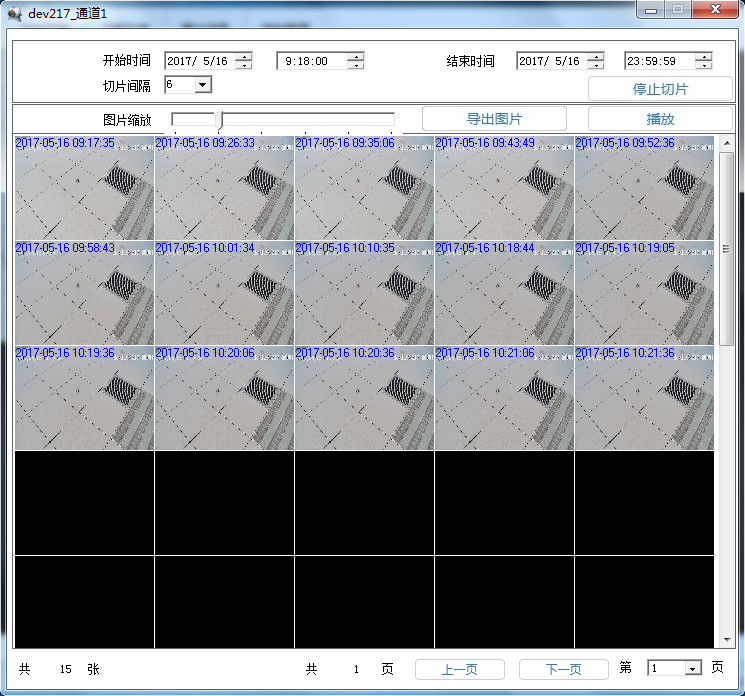 dev217_通道1
开始时间 2017/ 5/16 9:18:00 结束时间 2017/ 5/16 23:59:59
切片间隔 6 停止切片
图片缩放 导出图片 播放
2017-05-16 09:17:35 2017-05-16 09:26:33 2017-05-16 09:35:06 2017-05-16 09:43:49 2017-05-16 09:52:36
2017-05-16 09:58:43 2017-05-16 10:01:34 2017-05-16 10:10:35 2017-05-16 10:18:44 2017-05-16 10:19:05
2017-05-16 10:19:36 2017-05-16 10:20:06 2017-05-16 10:20:36 2017-05-16 10:21:06 2017-05-16 10:21:36
共 15 张 共 1 页 上一页 下一页 第 1 页